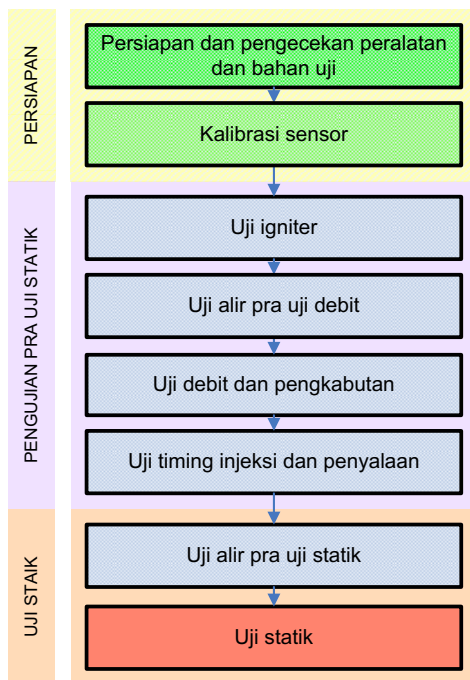 PERSIAPAN
Persiapan dan pengecekan peralatan
dan bahan uji
Kalibrasi sensor
PENGUJIAN PRA UJI STATIK
Uji igniter
Uji alir pra uji debit
Uji debit dan pengkabutan
Uji timing injeksi dan penyalaan
UJI STAIK
Uji alir pra uji statik
Uji statik